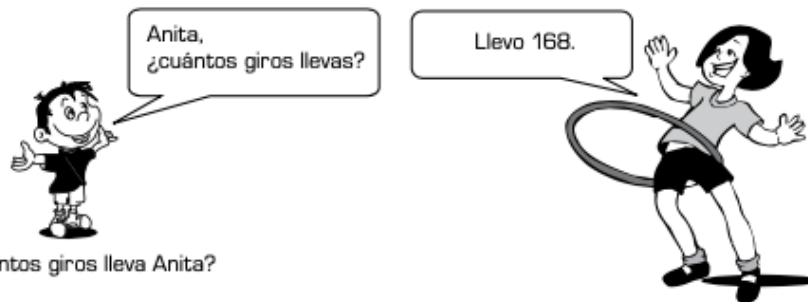 Anita,
¿cuántos giros llevas?
Llevo 168.
ntos giros lleva Anita?